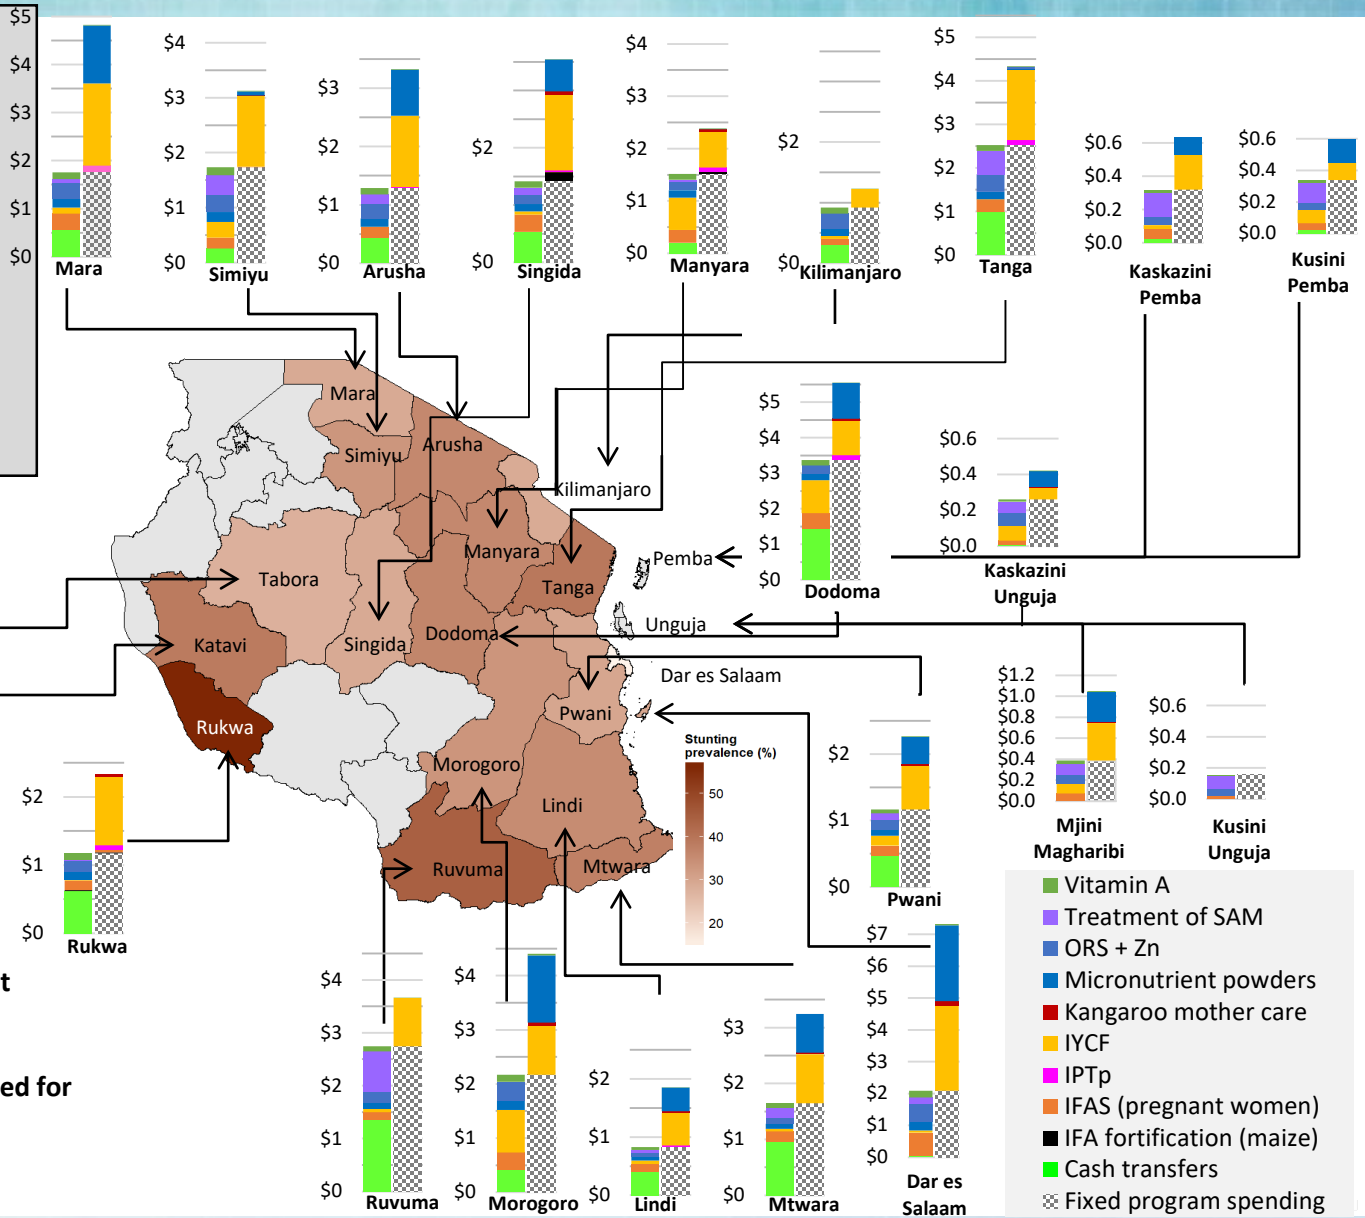 $5
$4
$3
$2
$1
$0
Mara
$4
$3
$2
$1
$0
Simiyu
$3
$2
$1
$0
Arusha
$2
$0
Singida
$4
$3
$2
$1
$0
Manyara
$2
$0
Kilimanjaro
$5
$4
$3
$2
$1
$0
Tanga
$0.6
$0.4
$0.2
$0.0
Kaskazini
Pemba
$0.6
$0.4
$0.2
$0.0
Kusini
Pemba
Mara
Simiyu
Arusha
Kilimanjaro
Manyara
Tanga
Pemba
Tabora
Katavi
Singida
Dodoma
Unguja
Dar es Salaam
Rukwa
Pwani
Morogoro
Lindi
Ruvuma
Mtwara
Stunting
prevalence (%)
50
40
30
20
$5
$4
$3
$2
$1
$0
Dodoma
$0.6
$0.4
$0.2
$0.0
Kaskazini
Unguja
$1.2
$1.0
$0.8
$0.6
$0.4
$0.2
$0.0
Mjini
Magharibi
$0.6
$0.4
$0.2
$0.0
Kusini
Unguja
$2
$1
$0
Pwani
$2
$1
$0
Rukwa
t
ed for
$4
$3
$2
$1
$0
Ruvuma
$4
$3
$2
$1
$0
Morogoro
$2
$1
$0
Lindi
$3
$2
$1
$0
Mtwara
$7
$6
$5
$4
$3
$2
$1
$0
Dar es
Salaam
Vitamin A
Treatment of SAM
ORS + Zn
Micronutrient powders
Kangaroo mother care
IYCF
IPTp
IFAS (pregnant women)
IFA fortification (maize)
Cash transfers
Fixed program spending